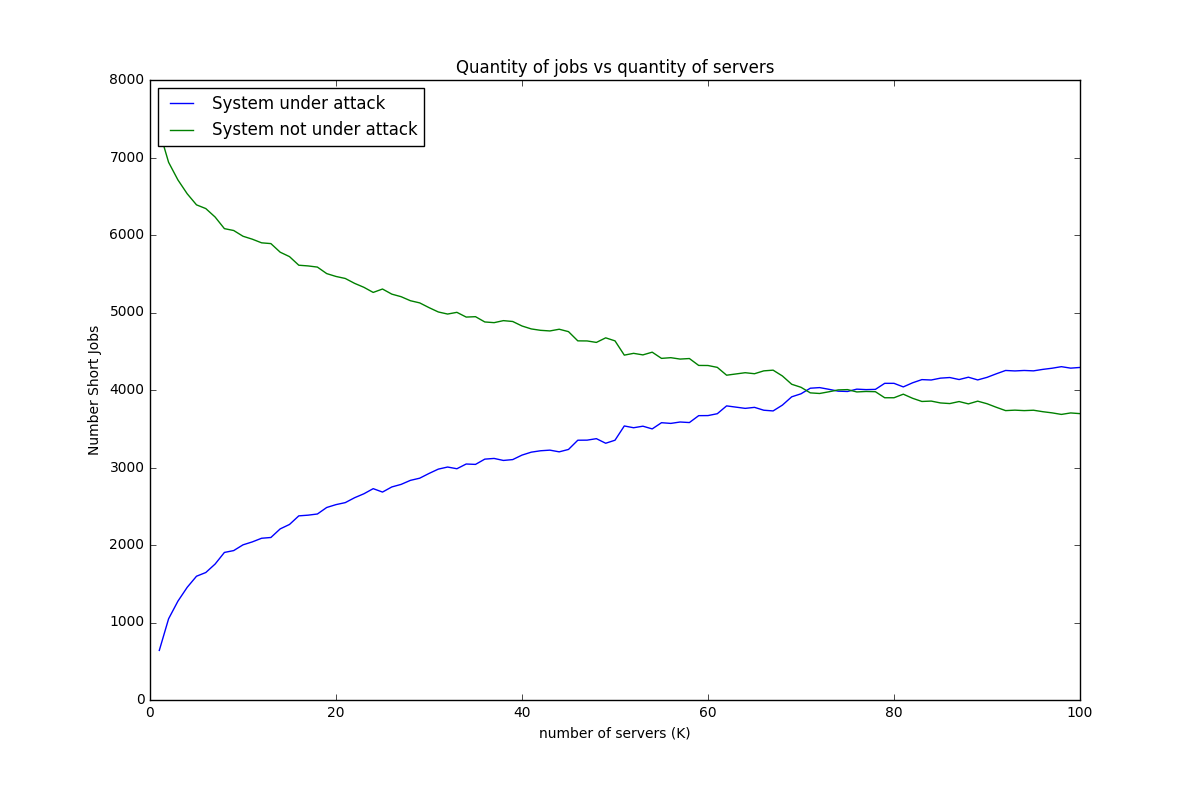 Quantity of jobs vs quantity of servers
System under attack
System not under attack
8000
7000
6000
5000
4000
3000
2000
1000
0
Number Short Jobs
0 20 40 60 80 100
number of servers (K)